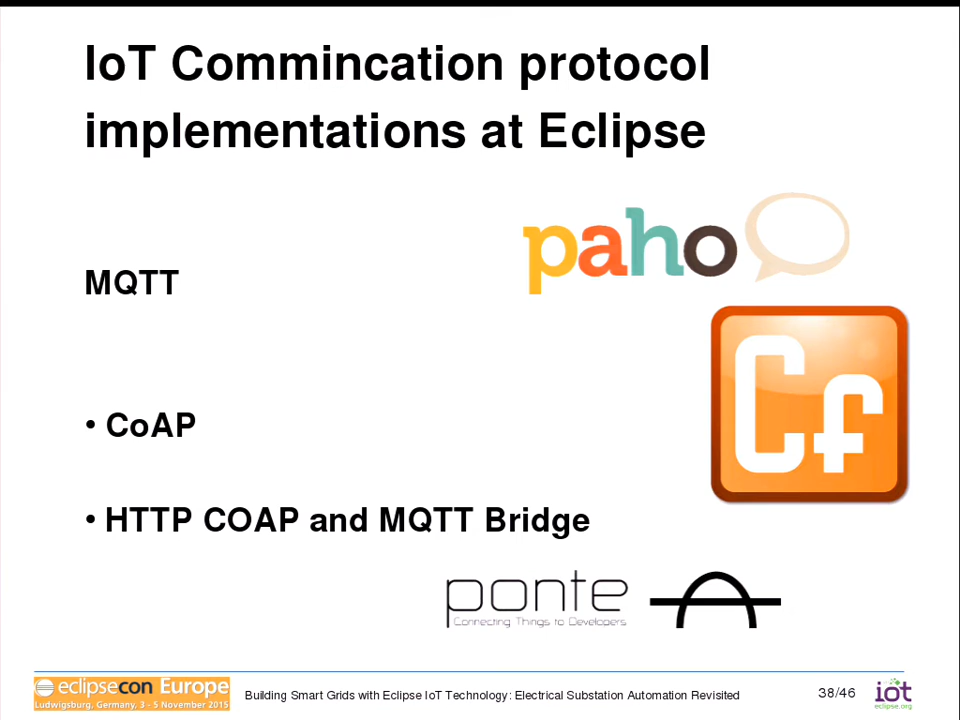 IoT Commincation protocol
implementations at Eclipse
paho
MQTT
Cf
• CoAP
• HTTP COAP and MQTT Bridge
ponte
Connecting Things to Developers
eclipsecon Europe
Ludwigsburg, Germany, 3 - 5 November 2015
Building Smart Grids with Eclipse IoT Technology: Electrical Substation Automation Revisited
38/46
iot
eclipse.org